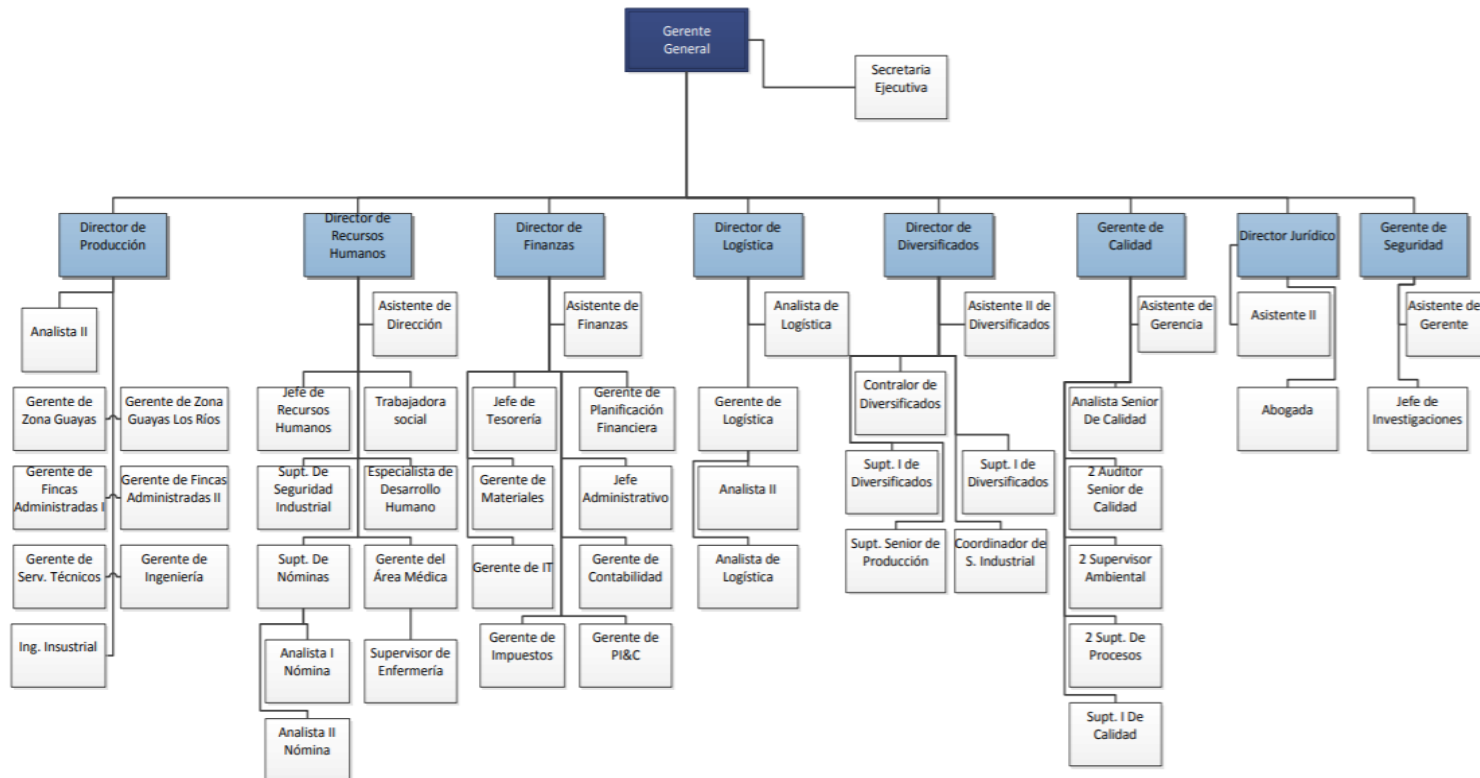 Gerente
General
Secretaria
Ejecutiva
Director de
Producción
Director de
Recursos
Humanos
Director de
Finanzas
Director de
Logística
Director de
Diversificados
Gerente de
Calidad
Director Jurídico
Gerente de
Seguridad
Analista II
Asistente de
Dirección
Asistente de
Finanzas
Analista de
Logística
Asistente II de
Diversificados
Asistente de
Gerencia
Asistente II
Asistente de
Gerente
Gerente de
Zona Guayas
Gerente de Zona
Guayas Los Ríos
Jefe de
Recursos
Humanos
Trabajadora
social
Jefe de
Tesorería
Gerente de
Planificación
Financiera
Gerente de
Logística
Contralor de
Diversificados
Analista Senior
De Calidad
Abogada
Jefe de
Investigaciones
Gerente de
Fincas
Administradas I
Gerente de Fincas
Administradas II
Supt. De
Seguridad
Industrial
Especialista de
Desarrollo
Humano
Gerente de
Materiales
Jefe
Administrativo
Analista II
Supt. I de
Diversificados
Supt. I de
Diversificados
2 Auditor
Senior de
Calidad
Gerente de
Serv. Técnicos
Gerente de
Ingeniería
Supt. De
Nóminas
Gerente del
Área Médica
Gerente de IT
Gerente de
Contabilidad
Analista de
Logística
Supt. Senior de
Producción
Coordinador de
S. Industrial
2 Supervisor
Ambiental
Ing. Insustrial
Analista I
Nómina
Supervisor de
Enfermería
Gerente de
Impuestos
Gerente de
PI&C
2 Supt. De
Procesos
Analista II
Nómina
Supt. I De
Calidad